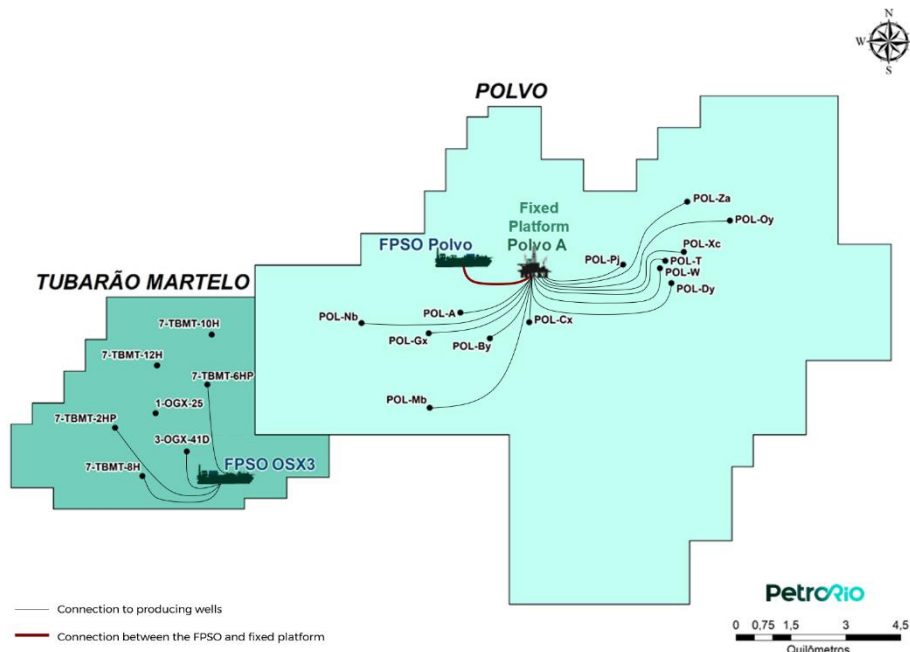 N
W
E
S
POLVO
POL-Za
Fixed
Platform
Polvo A
POL-Oy
FPSO Polvo
POL-Xc
POL-Pj
POL-T
POL-W
TUBARÃO MARTELO
POL-Dy
POL-A
POL-Nb
POL-Cx
7-TBMT-10H
POL-Gx
POL-By
7-TBMT-12H
7-TBMT-6HP
1-OGX-25
POL-Mb
7-TBMT-2HP
3-OGX-41D
FPSO OSX3
7-TBMT-8H
PetroRio
Connection to producing wells
0 0,75 1,5 3 4,5
Connection between the FPSO and fixed platform
Quilômetros